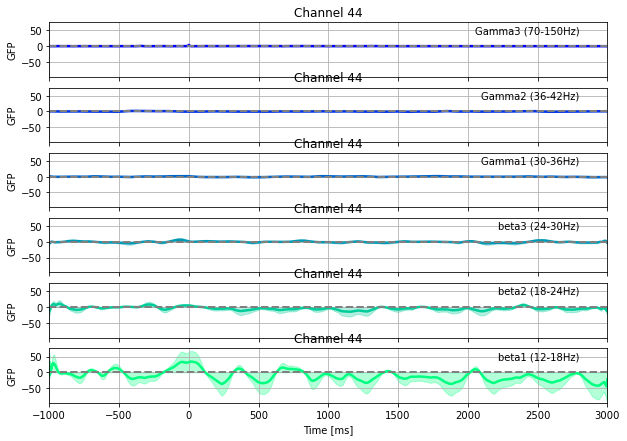 Channel 44
Gamma3 (70-150Hz)
50
0
−50
GFP
Channel 44
Gamma2 (36-42Hz)
50
0
−50
GFP
Channel 44
Gamma1 (30-36Hz)
50
0
−50
GFP
Channel 44
beta3 (24-30Hz)
50
0
−50
GFP
Channel 44
beta2 (18-24Hz)
50
0
−50
GFP
Channel 44
beta1 (12-18Hz)
50
0
−50
GFP
−1000 −500 0 500 1000 1500 2000 2500 3000
Time [ms]